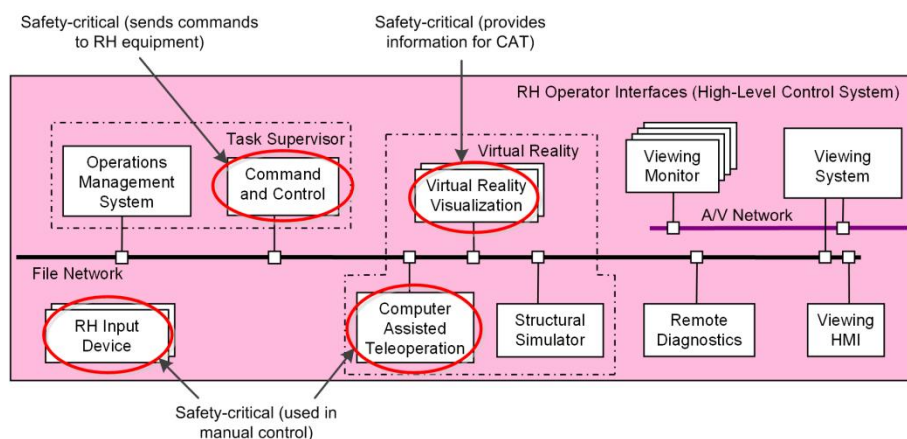 Safety-critical (sends commands
to RH equipment)
Safety-critical (provides
information for CAT)
RH Operator Interfaces (High-Level Control System)
Task Supervisor
Operations
Management
System
Command
and Control
Virtual Reality
Virtual Reality
Visualization
Viewing
Monitor
Viewing
System
A/V Network
File Network
RH Input
Device
Computer
Assisted
Teleoperation
Structural
Simulator
Remote
Diagnostics
Viewing
HMI
Safety-critical (used in
manual control)